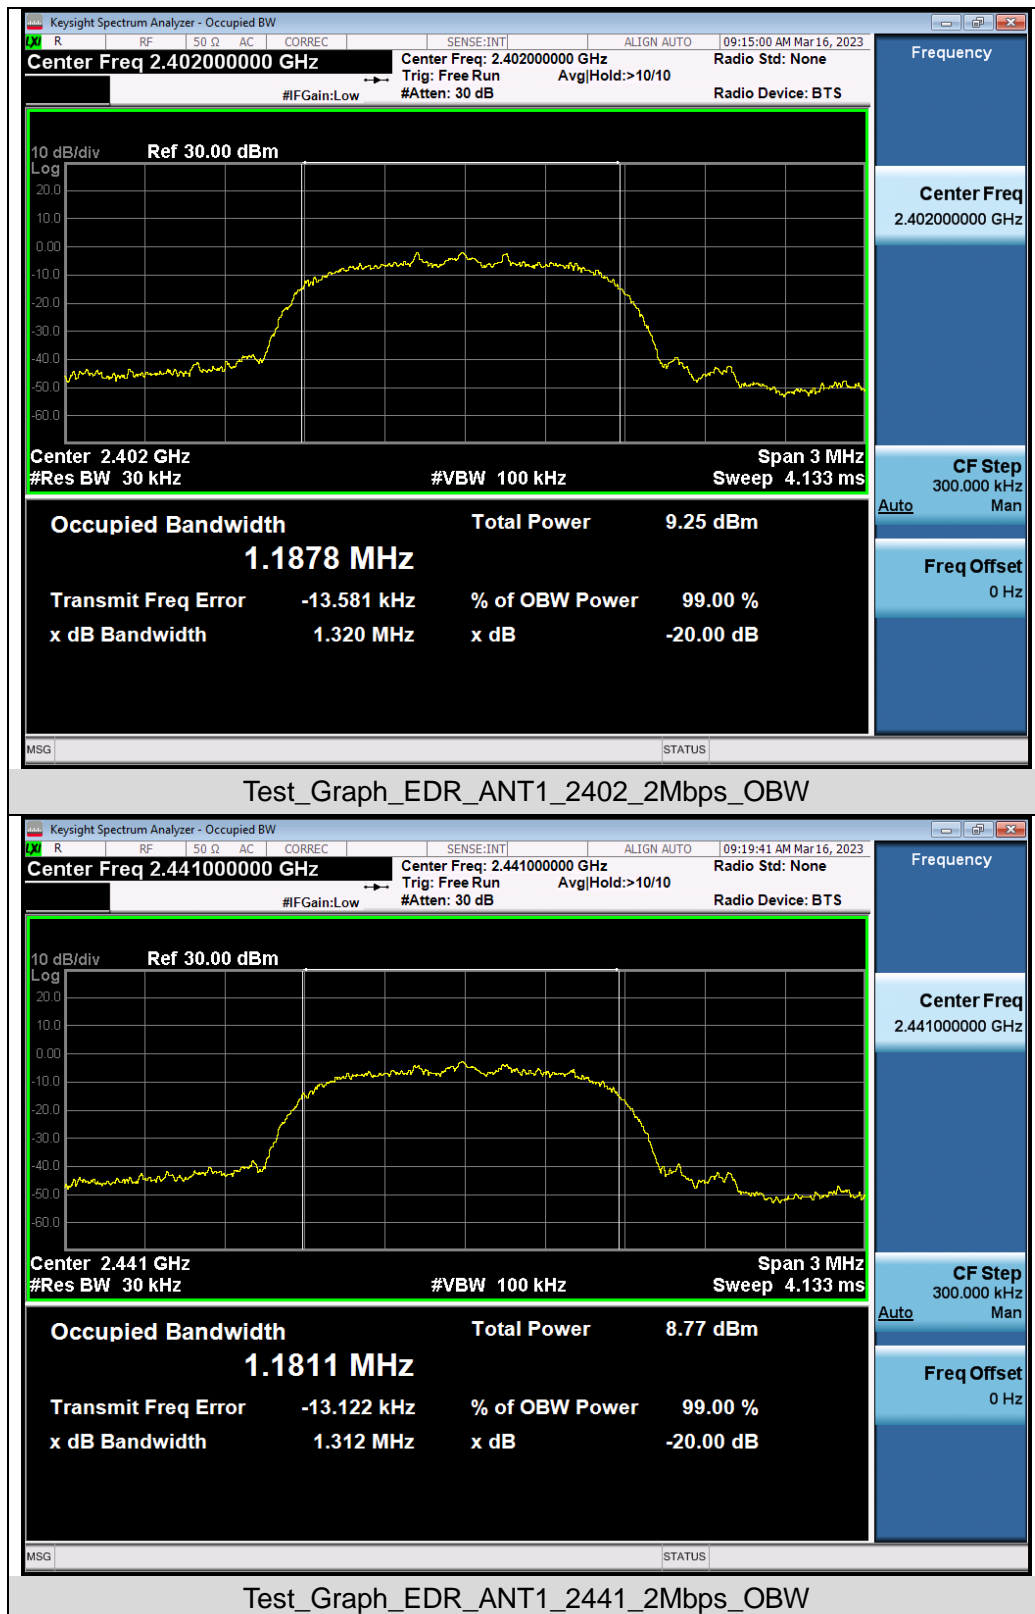 Keysight Spectrum Analyzer - Occupied BW
LXI R RF 50 Ω AC CORREC SENSE:INT ALIGN AUTO 09:15:00 AM Mar 16, 2023
Center Freq 2.402000000 GHz Center Freq: 2.402000000 GHz Radio Std: None Frequency
Trig: Free Run Avg|Hold:>10/10
#IFGain:Low #Atten: 30 dB Radio Device: BTS
10 dB/div Ref 30.00 dBm
Log
20.0
10.0
0.00
-10.0
-20.0
-30.0
-40.0
-50.0
-60.0
Center Freq
2.402000000 GHz
Center 2.402 GHz Span 3 MHz
#Res BW 30 kHz #VBW 100 kHz Sweep 4.133 ms
CF Step
300.000 kHz
Auto Man
Occupied Bandwidth Total Power 9.25 dBm
1.1878 MHz
Freq Offset
0 Hz
Transmit Freq Error -13.581 kHz % of OBW Power 99.00 %
x dB Bandwidth 1.320 MHz x dB -20.00 dB
MSG STATUS
Test_Graph_EDR_ANT1_2402_2Mbps_OBW
Keysight Spectrum Analyzer - Occupied BW
LXI R RF 50 Ω AC CORREC SENSE:INT ALIGN AUTO 09:19:41 AM Mar 16, 2023
Center Freq 2.441000000 GHz Center Freq: 2.441000000 GHz Radio Std: None Frequency
Trig: Free Run Avg|Hold:>10/10
#IFGain:Low #Atten: 30 dB Radio Device: BTS
10 dB/div Ref 30.00 dBm
Log
20.0
10.0
0.00
-10.0
-20.0
-30.0
-40.0
-50.0
-60.0
Center Freq
2.441000000 GHz
Center 2.441 GHz Span 3 MHz
#Res BW 30 kHz #VBW 100 kHz Sweep 4.133 ms
CF Step
300.000 kHz
Auto Man
Occupied Bandwidth Total Power 8.77 dBm
1.1811 MHz
Freq Offset
0 Hz
Transmit Freq Error -13.122 kHz % of OBW Power 99.00 %
x dB Bandwidth 1.312 MHz x dB -20.00 dB
MSG STATUS
Test_Graph_EDR_ANT1_2441_2Mbps_OBW